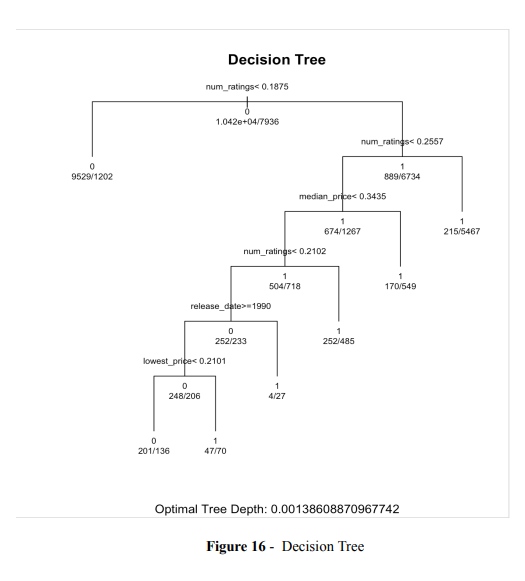 Decision Tree
num_ratings< 0.1875
0
1.042e+04/7936
num_ratings< 0.2557
0
9529/1202
1
889/6734
median_price< 0.3435
1
674/1267
1
215/5467
num_ratings< 0.2102
1
504/718
1
170/549
release_date>=1990
0
252/233
1
252/485
lowest_price< 0.2101
0
248/206
1
4/27
0
201/136
1
47/70
Optimal Tree Depth: 0.00138608870967742
Figure 16 - Decision Tree